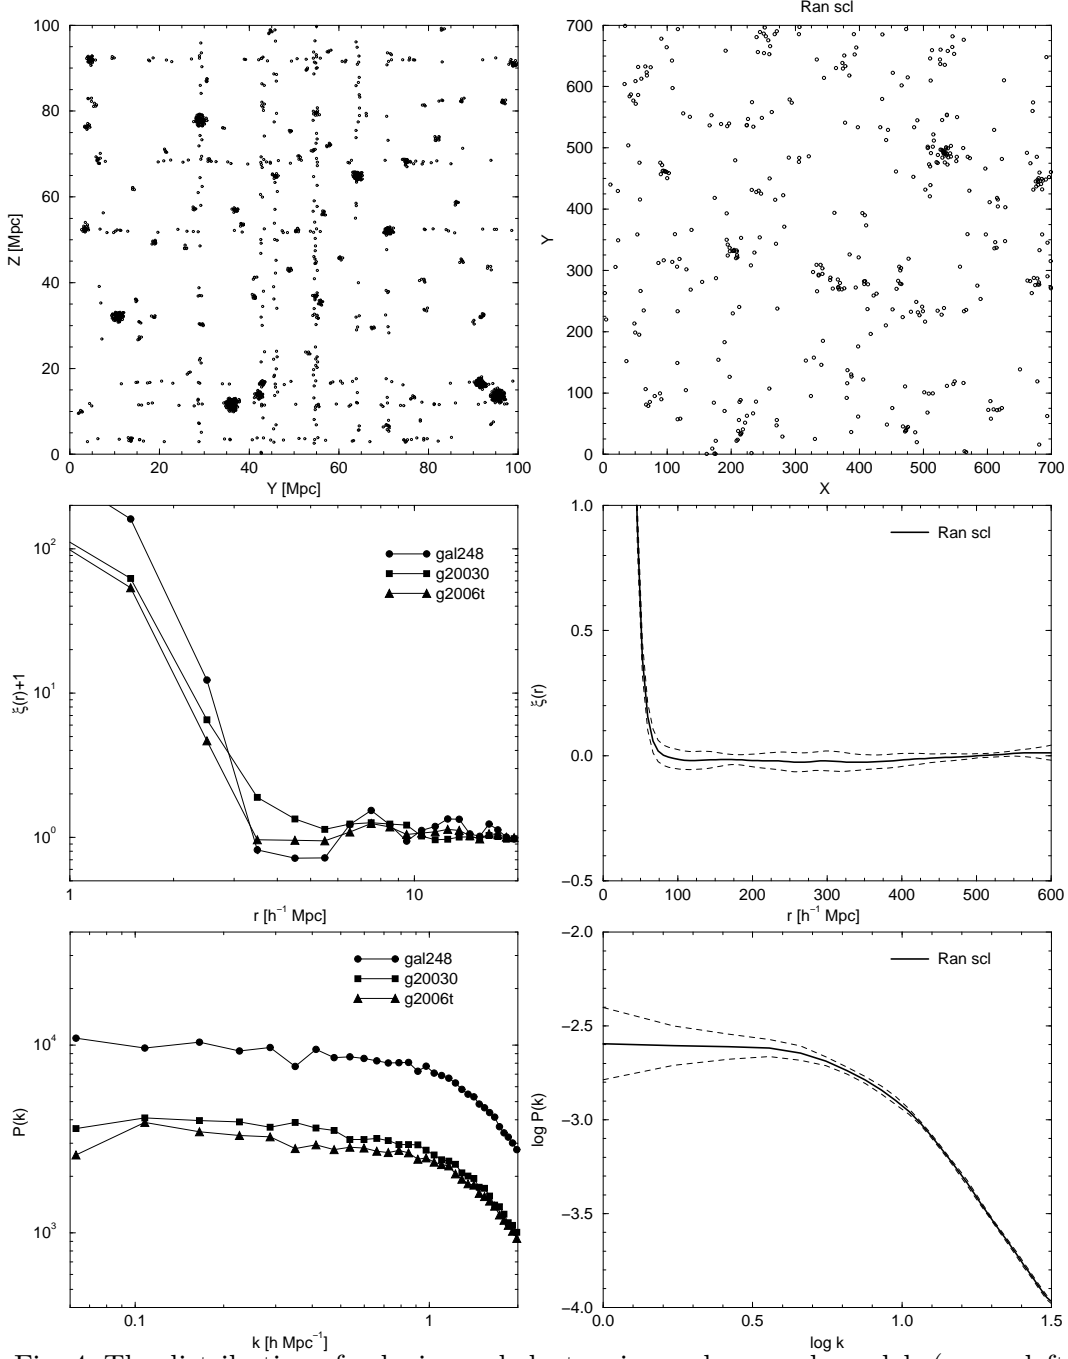 Ran scl
100
80
60
40
20
0
Z [Mpc]
0 20 40 60 80 100
Y [Mpc]
700
600
500
400
300
200
100
0
Y
0 100 200 300 400 500 600 700
X
10²
10¹
10⁰
ξ(r)+1
gal248
g20030
g2006t
1 10
r [h⁻¹ Mpc]
1.0
0.5
0.0
−0.5
ξ(r)
Ran scl
0 100 200 300 400 500 600
r [h⁻¹ Mpc]
10⁴
10³
P(k)
gal248
g20030
g2006t
0.1 1
k [h Mpc⁻¹]
−2.0
−2.5
−3.0
−3.5
−4.0
log P(k)
Ran scl
0.0 0.5 1.0 1.5
log k